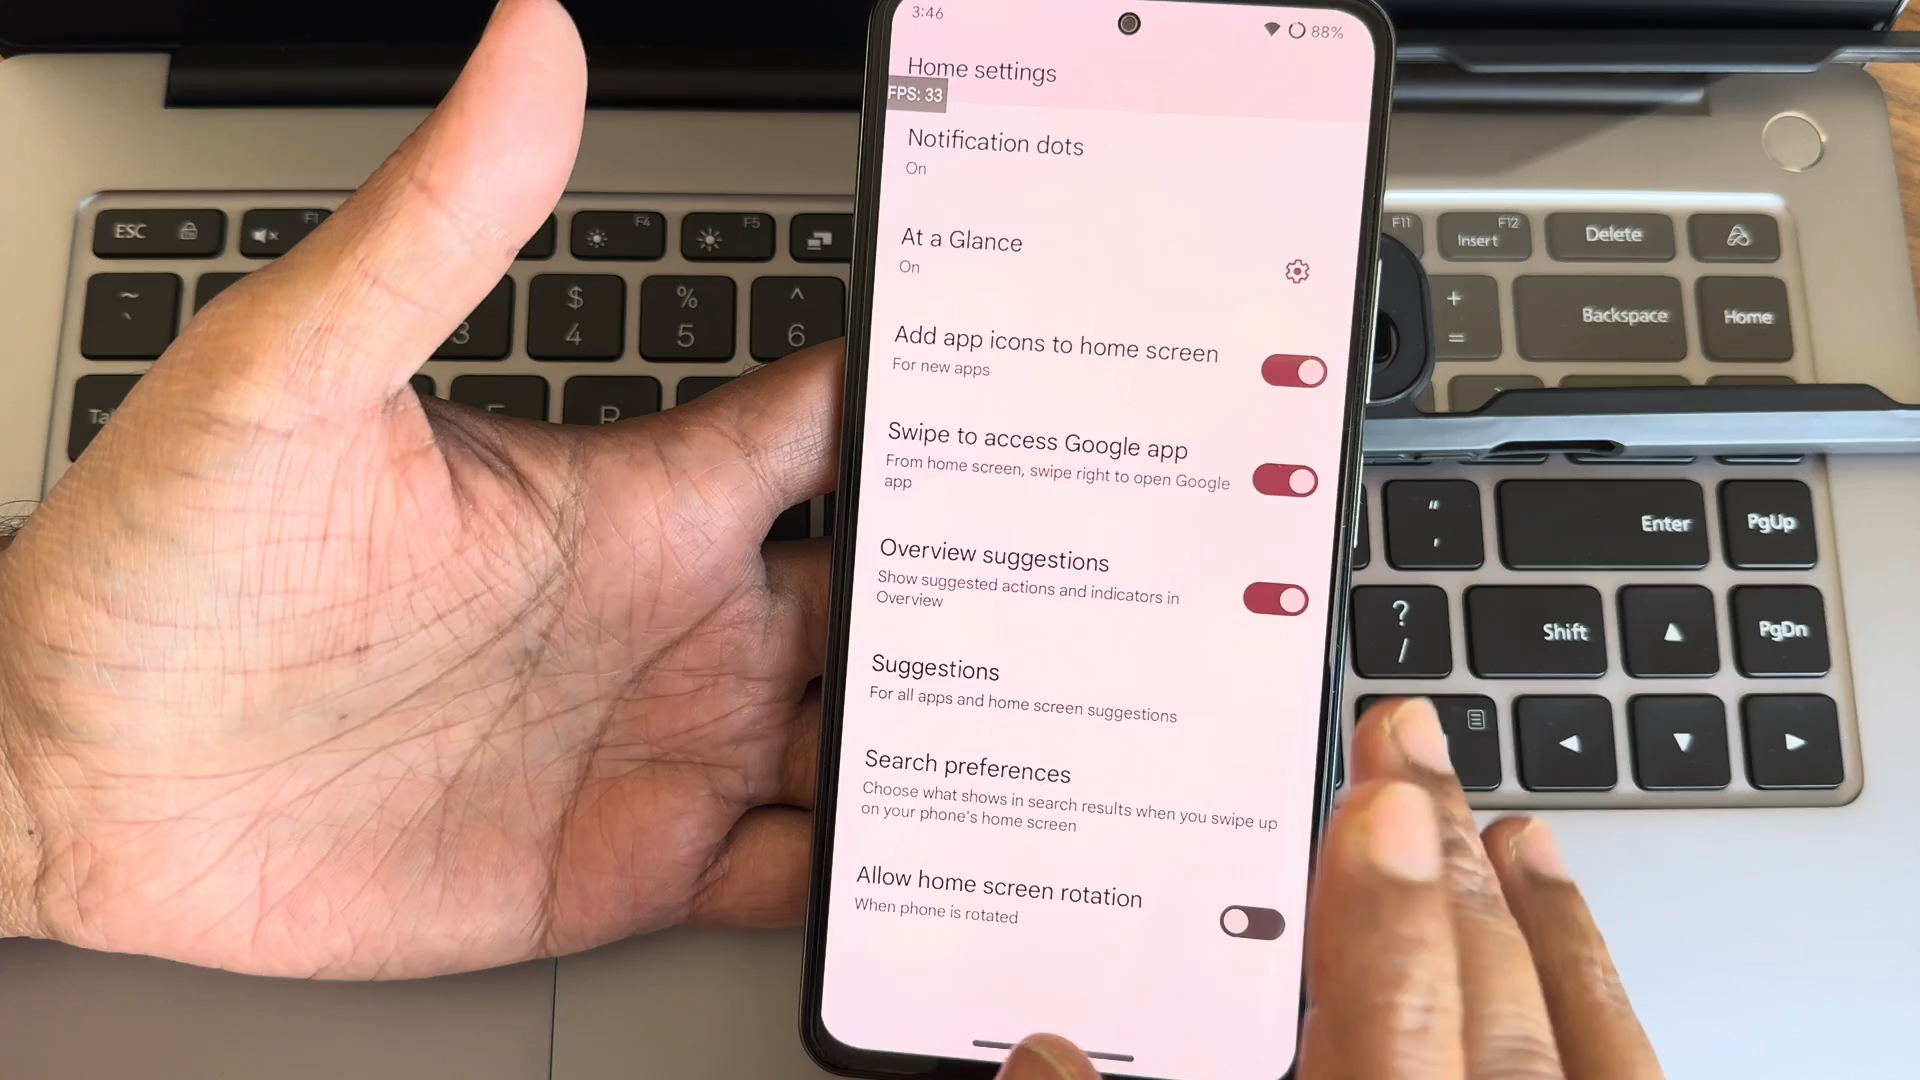 3:46
88%
Home settings
FPS: 33
Notification dots
On
At a Glance
On
Add app icons to home screen
For new apps
Swipe to access Google app
From home screen, swipe right to open Google
app
Overview suggestions
Show suggested actions and indicators in
Overview
Suggestions
For all apps and home screen suggestions
Search preferences
Choose what shows in search results when you swipe up
on your phone's home screen
Allow home screen rotation
When phone is rotated
ESC
F1
F4
F5
F11
F12
Insert
Delete
~
`
3
$
4
%
5
^
6
+
=
Backspace
Home
R
"
'
Enter
PgUp
?
/
Shift
PgDn